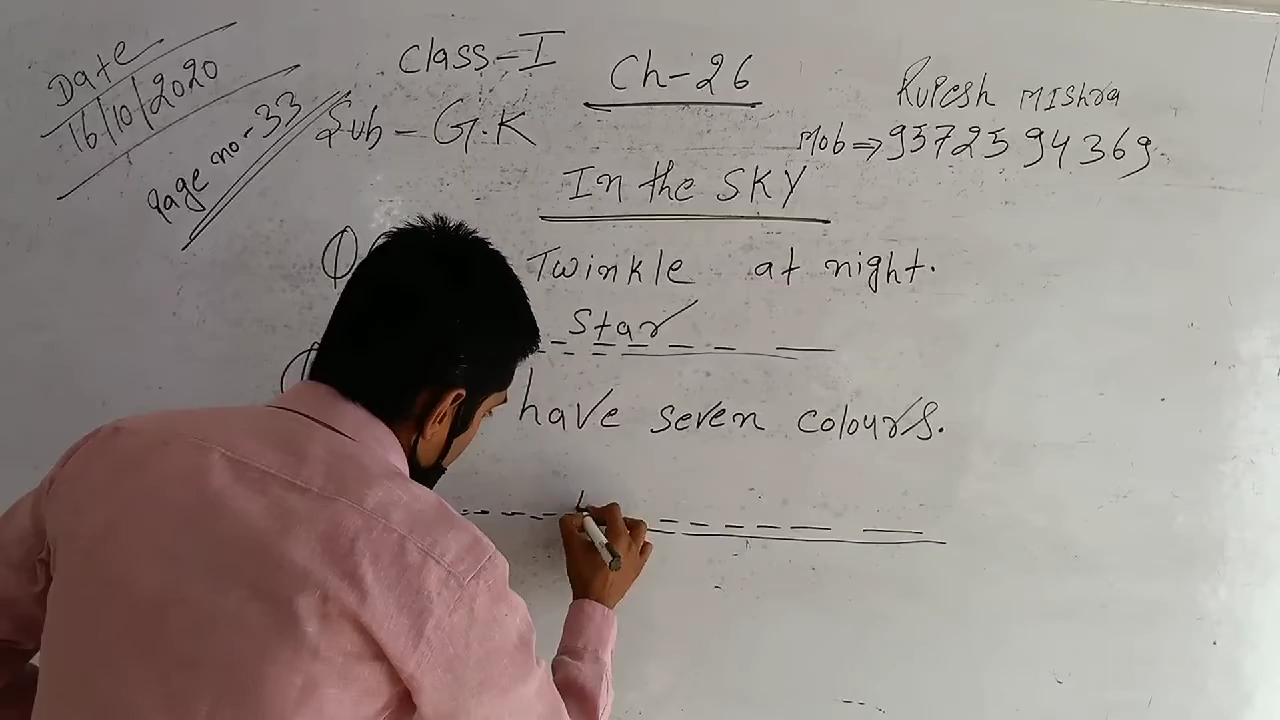 Date
16/10/2020
Page no-33
Class-I
Sub-G.K
Ch-26
Rupesh MIShra
Mob⇒9572594369.
In the SKY
Q Twinkle at night.
Star
have seven colours.